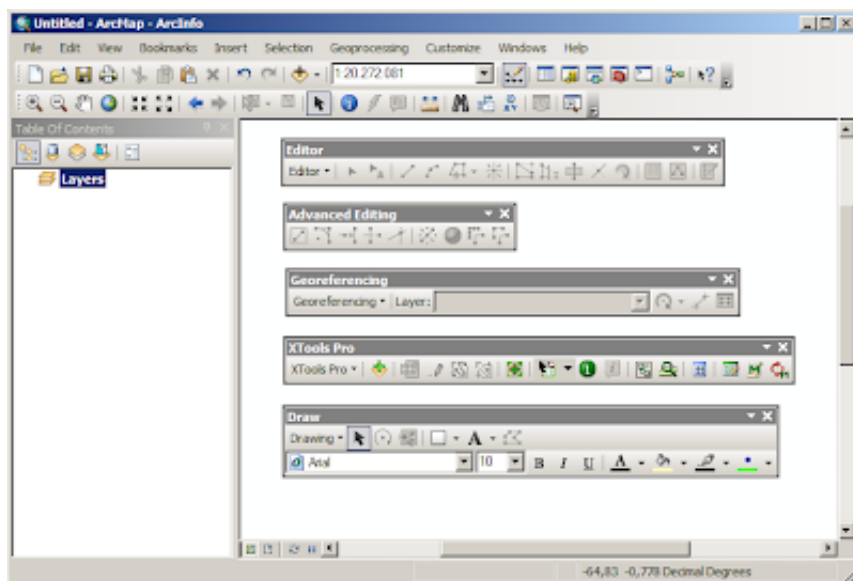 Untitled - ArcMap - ArcInfo
File Edit View Bookmarks Insert Selection Geoprocessing Customize Windows Help
1:20.272.081
Table Of Contents
Layers
Editor
Editor
Advanced Editing
Georeferencing
Georeferencing Layer:
XTools Pro
XTools Pro
Draw
Drawing A
Arial 10 B I U A
-64,83 -0,778 Decimal Degrees